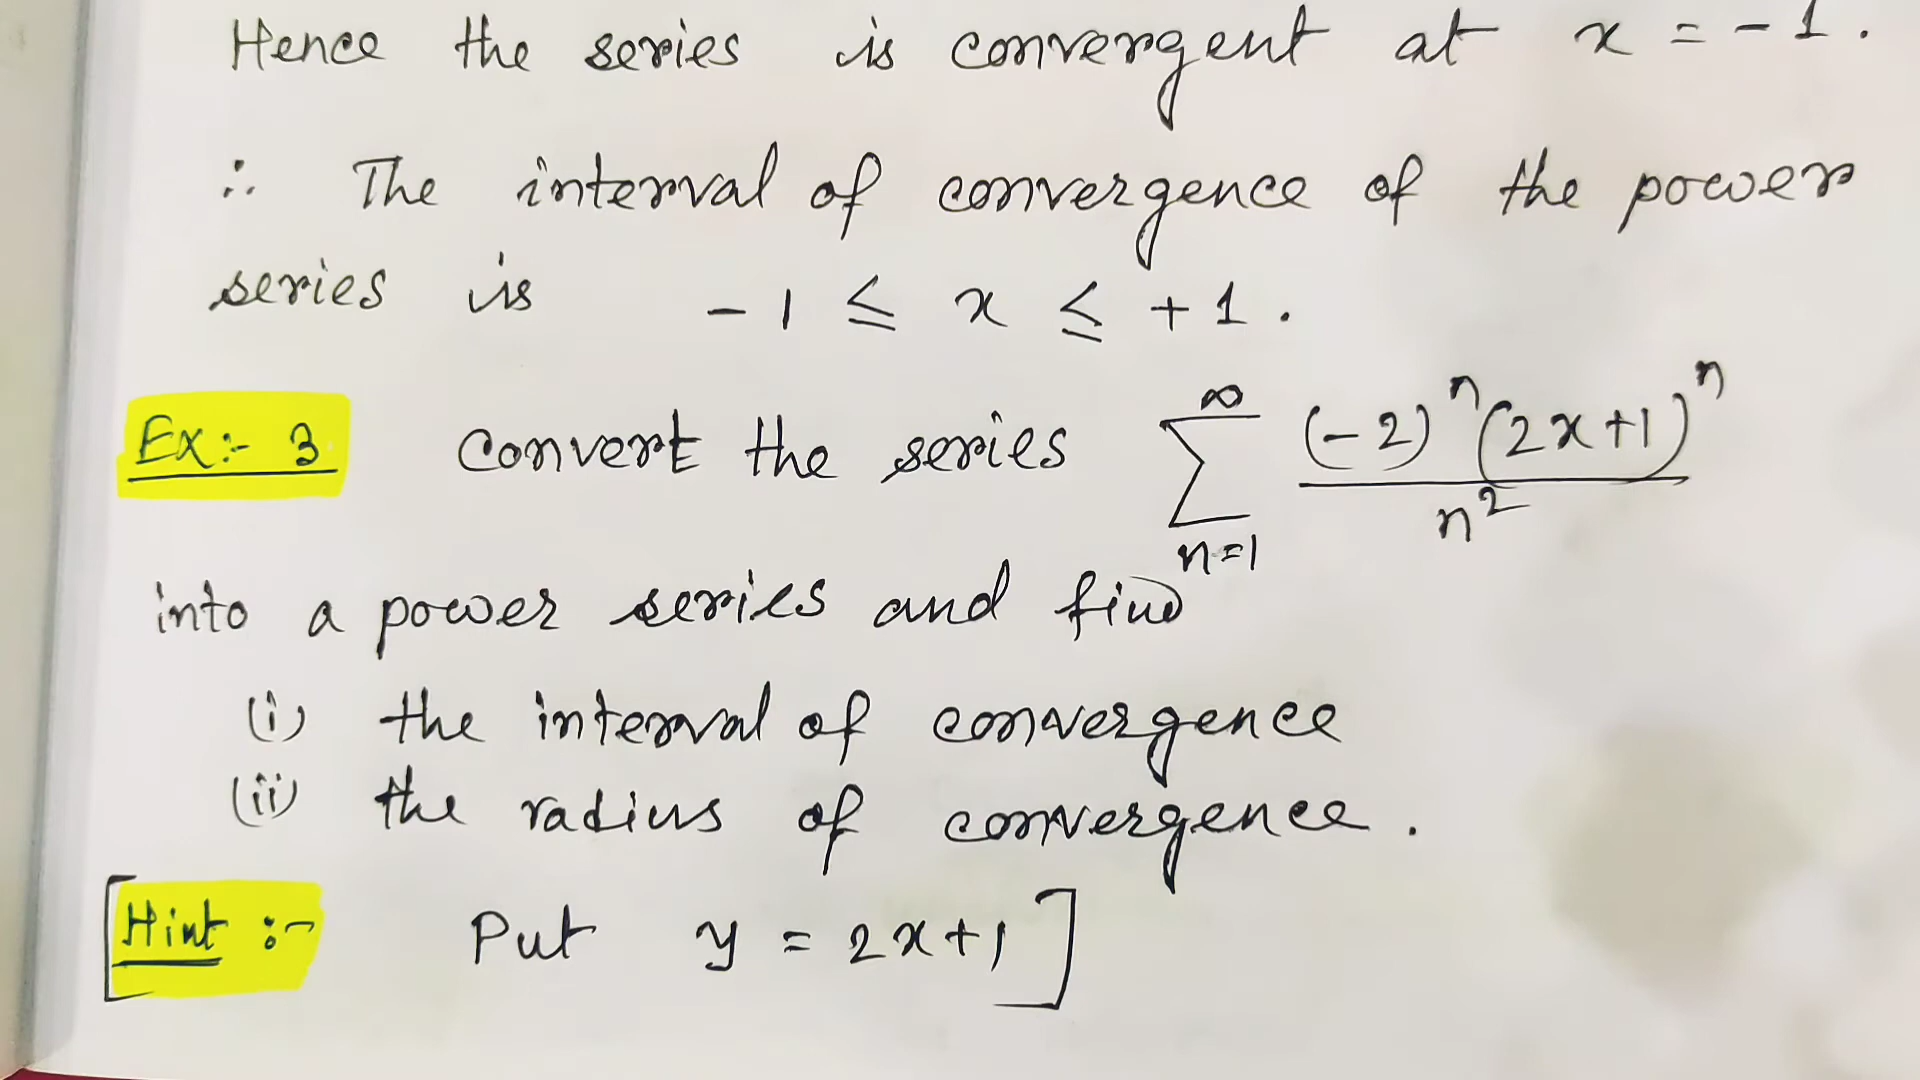 Hence the series is convergent at x = -1.
∴ The interval of convergence of the power
series is -1 ≤ x ≤ +1.
Ex:- 3 Convert the series ∑_{n=1}^{∞} (-2)^n (2x+1)^n / n^2
into a power series and find
(i) the interval of convergence
(ii) the radius of convergence.
[Hint :- Put y = 2x+1]